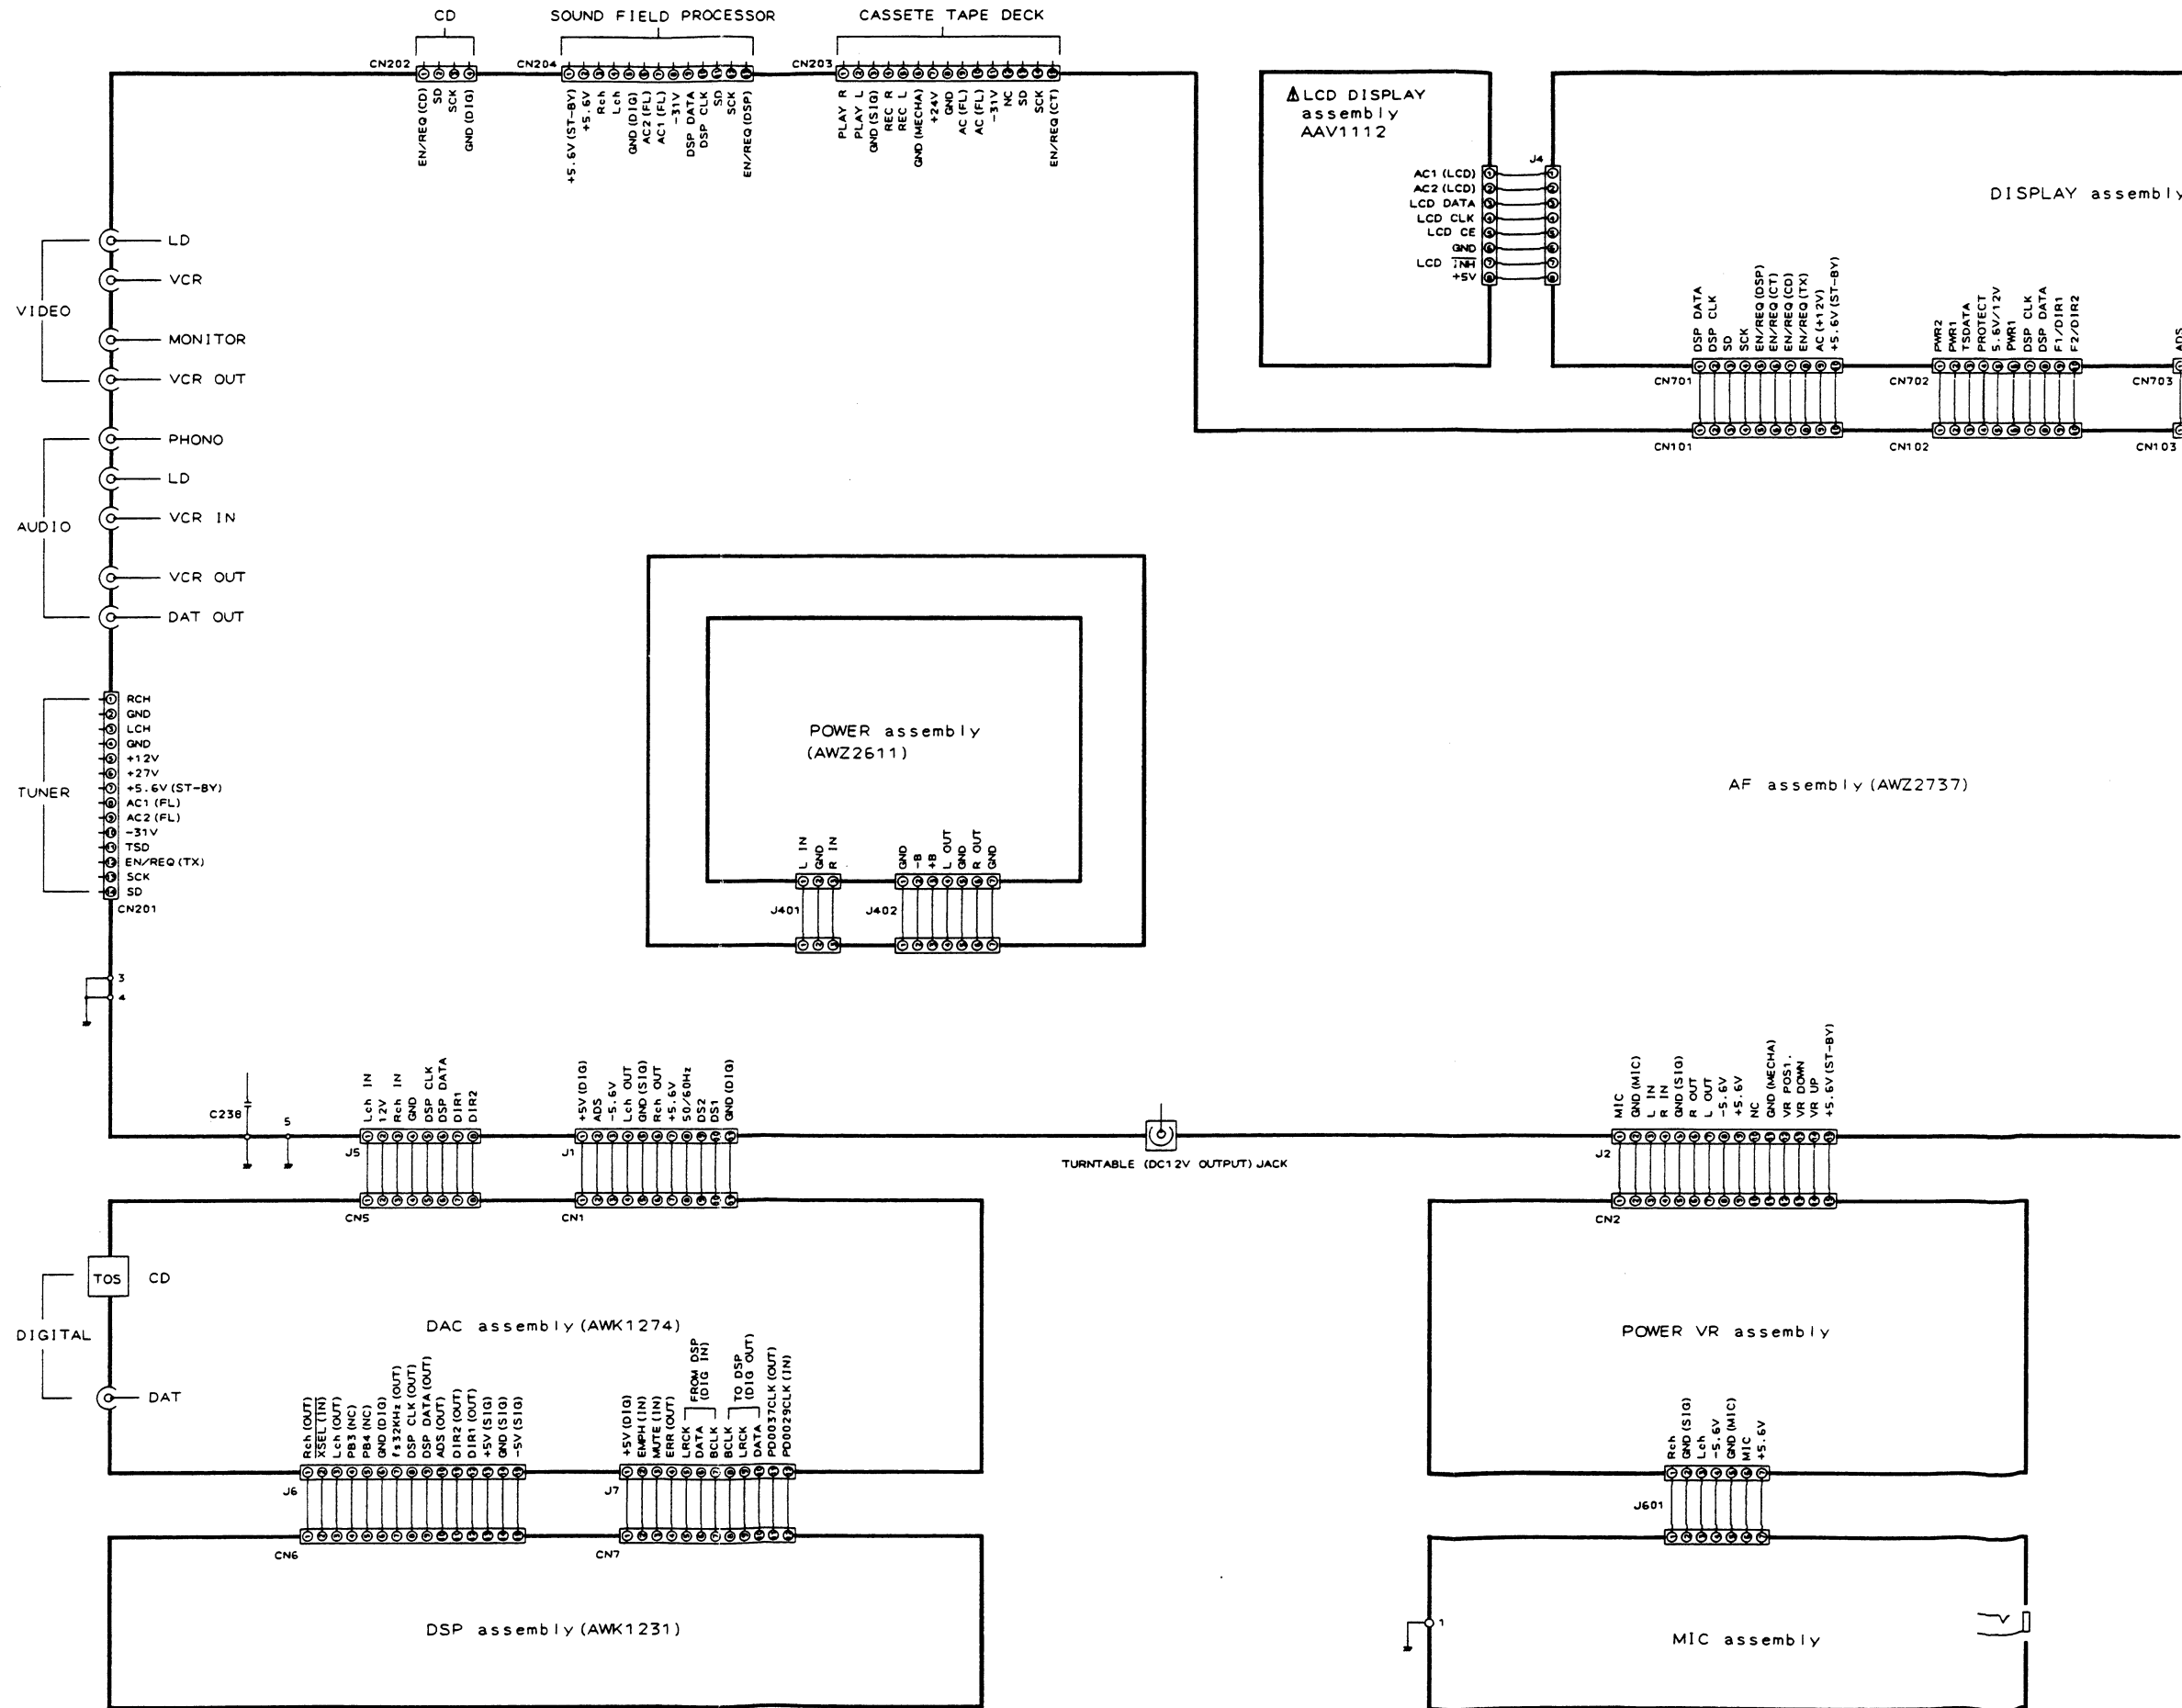 CD
SOUND FIELD PROCESSOR
CASSETE TAPE DECK
CN202
CN204
CN203
EN/REQ (CD)
SD
SCK
GND (DIG)
+5.6V (ST-BY)
+5.6V
Rch
Lch
GND (DIG)
AC2 (FL)
AC1 (FL)
-31V
DSP DATA
DSP CLK
SD
SCK
EN/REQ (DSP)
PLAY R
PLAY L
GND (SIG)
REC R
REC L
GND (MECHA)
+24V
GND
AC (FL)
AC (FL)
-31V
NC
SD
SCK
EN/REQ (CT)
LCD DISPLAY
assembly
AAV1112
J4
AC1 (LCD)
AC2 (LCD)
LCD DATA
LCD CLK
LCD CE
GND
LCD INH
+5V
DISPLAY assembly
DSP DATA
DSP CLK
SD
SCK
EN/REQ (DSP)
EN/REQ (CT)
EN/REQ (CD)
EN/REQ (TX)
AC (+12V)
+5.6V (ST-BY)
PWR2
PWR1
TSDATA
PROTECT
5.6V/12V
PWR1
DSP CLK
DSP DATA
F1/DIR1
F2/DIR2
ADS
CN701
CN702
CN703
CN101
CN102
CN103
VIDEO
LD
VCR
MONITOR
VCR OUT
AUDIO
PHONO
LD
VCR IN
VCR OUT
DAT OUT
TUNER
1 RCH
2 GND
3 LCH
4 GND
5 +12V
6 +27V
7 +5.6V (ST-BY)
8 AC1 (FL)
9 AC2 (FL)
10 -31V
11 TSD
12 EN/REQ (TX)
13 SCK
14 SD
CN201
3
4
POWER assembly
(AWZ2611)
L IN
GND
R IN
GND
-B
+B
L OUT
GND
R OUT
GND
J401
J402
AF assembly (AWZ2737)
C238
5
Lch IN
12V
Rch IN
GND
DSP CLK
DSP DATA
DIR1
DIR2
+5V (DIG)
ADS
-5.6V
Lch OUT
GND (SIG)
Rch OUT
+5.6V
50/60Hz
DS2
DS1
GND (DIG)
J5
J1
CN5
CN1
TURNTABLE (DC12V OUTPUT) JACK
MIC
GND (MIC)
L IN
R IN
GND (SIG)
R OUT
L OUT
-5.6V
+5.6V
NC
GND (MECHA)
VR POS1.
VR DOWN
VR UP
+5.6V (ST-BY)
J2
CN2
DIGITAL
TOS
CD
DAT
DAC assembly (AWK1274)
Rch (OUT)
XSEL (IN)
Lch (OUT)
PB3 (NC)
PB4 (NC)
GND (DIG)
fs32KHz (OUT)
DSP CLK (OUT)
DSP DATA (OUT)
ADS (OUT)
DIR2 (OUT)
DIR1 (OUT)
+5V (SIG)
GND (SIG)
-5V (SIG)
+5V (DIG)
EMPH (IN)
MUTE (IN)
ERR (OUT)
LRCK
DATA
BCLK
FROM DSP
(DIG IN)
BCLK
LRCK
DATA
TO DSP
(DIG OUT)
PD0037CLK (OUT)
PD0029CLK (IN)
J6
J7
CN6
CN7
DSP assembly (AWK1231)
POWER VR assembly
Rch
GND (SIG)
Lch
-5.6V
GND (MIC)
MIC
+5.6V
J601
1
MIC assembly